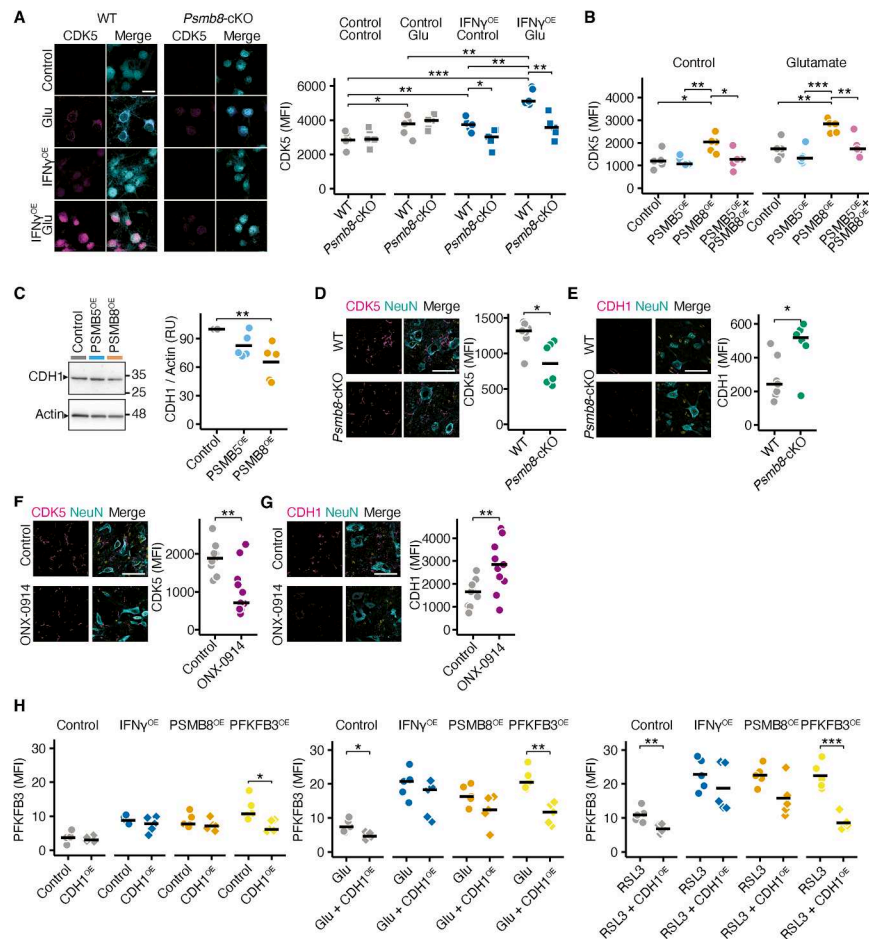 A
WT
Psmb8-cKO
CDK5 Merge CDK5 Merge
Control
Glu
IFNγOE
IFNγOE Glu
Control Control
Control Glu
IFNγOE Control
IFNγOE Glu
CDK5 (MFI)
6000
4000
2000
0
** ** *** ** ** * * **
WT Psmb8-cKO WT Psmb8-cKO WT Psmb8-cKO WT Psmb8-cKO
B
Control Glutamate
CDK5 (MFI)
5000
4000
3000
2000
1000
0
** * * *** ** **
Control PSMB5OE PSMB8OE PSMB5OE+ PSMB8OE Control PSMB5OE PSMB8OE PSMB5OE+ PSMB8OE
C
Control PSMB5OE PSMB8OE
CDH1
35
25
Actin
48
CDH1 / Actin (RU)
90
60
30
0
**
Control PSMB5OE PSMB8OE
D
CDK5 NeuN Merge
WT
Psmb8-cKO
CDK5 (MFI)
1500
1000
500
0
*
WT Psmb8-cKO
E
CDH1 NeuN Merge
WT
Psmb8-cKO
CDH1 (MFI)
600
400
200
0
*
WT Psmb8-cKO
F
CDK5 NeuN Merge
Control
ONX-0914
CDK5 (MFI)
2000
1000
0
**
Control ONX-0914
G
CDH1 NeuN Merge
Control
ONX-0914
CDH1 (MFI)
4000
3000
2000
1000
0
**
Control ONX-0914
H
Control IFNγOE PSMB8OE PFKFB3OE
PFKFB3 (MFI)
30
20
10
0
*
Control CDH1OE Control CDH1OE Control CDH1OE Control CDH1OE
Control IFNγOE PSMB8OE PFKFB3OE
PFKFB3 (MFI)
30
20
10
0
* **
Glu Glu + CDH1OE Glu Glu + CDH1OE Glu Glu + CDH1OE Glu Glu + CDH1OE
Control IFNγOE PSMB8OE PFKFB3OE
PFKFB3 (MFI)
30
20
10
0
** ***
RSL3 RSL3 + CDH1OE RSL3 RSL3 + CDH1OE RSL3 RSL3 + CDH1OE RSL3 RSL3 + CDH1OE